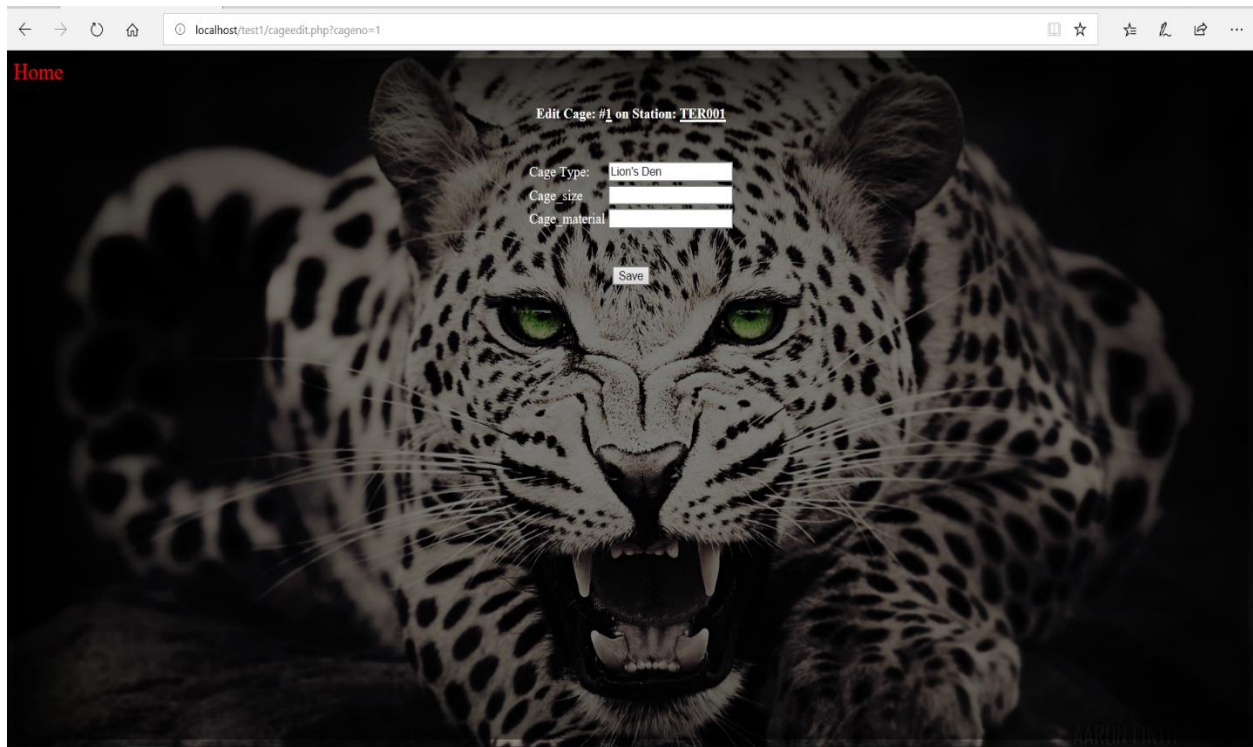 localhost/test1/cageedit.php?cageno=1
Home
Edit Cage: #1 on Station: TER001
Cage Type: Lion's Den
Cage_size
Cage_material
Save